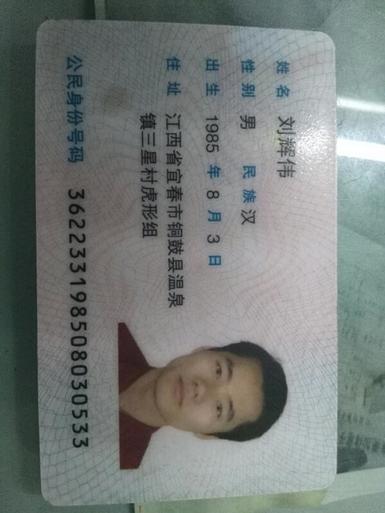 姓名 刘辉伟
性别 男 民族 汉
出生 1985 年 8 月 3 日
住址 江西省宜春市铜鼓县温泉
镇三星村虎形组
公民身份号码 362233198508030533